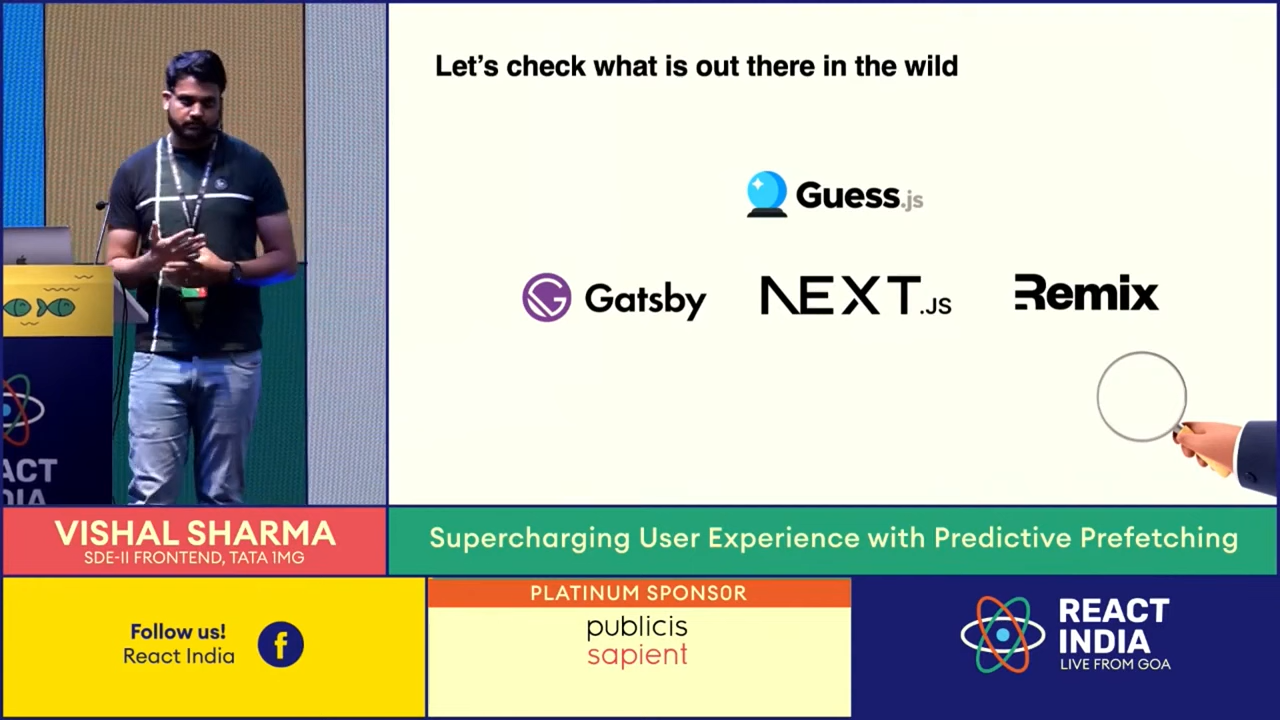 Let's check what is out there in the wild
Guess.js
Gatsby
NEXT.JS
Remix
ACT
INDIA
VISHAL SHARMA
SDE-II FRONTEND, TATA 1MG
Supercharging User Experience with Predictive Prefetching
Follow us!
React India
PLATINUM SPONSOR
publicis
sapient
REACT
INDIA
LIVE FROM GOA